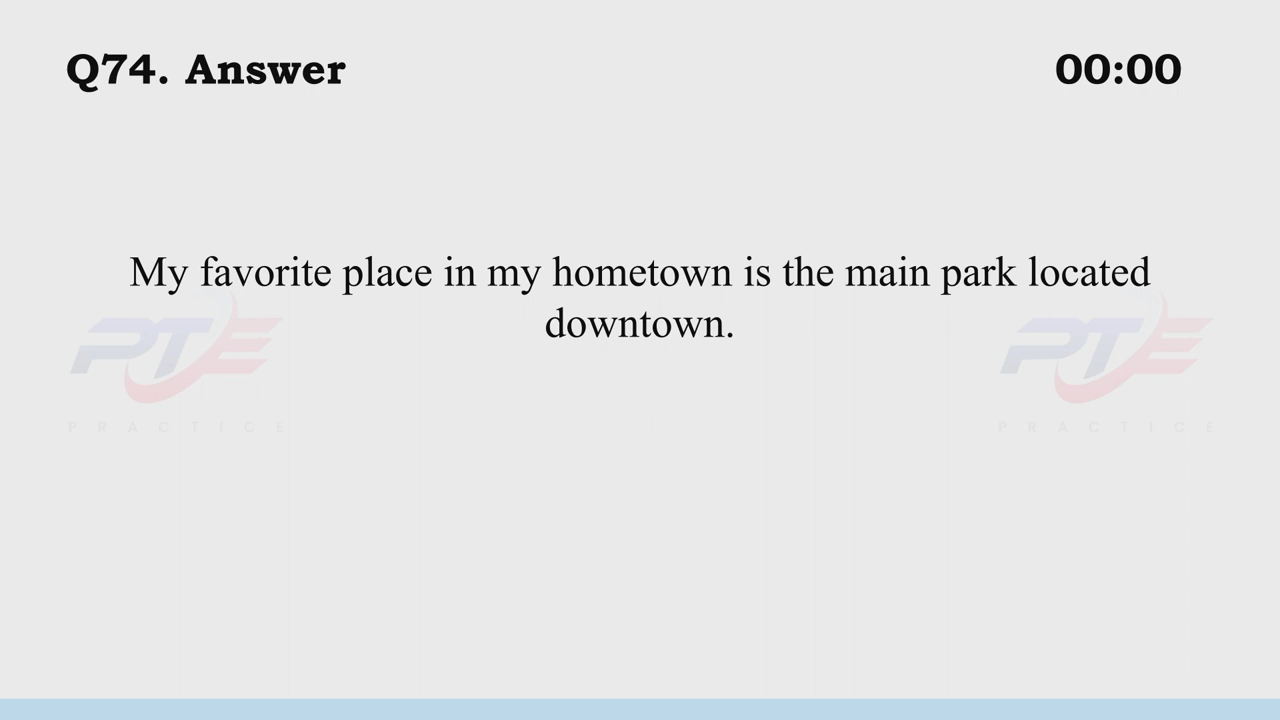 Q74. Answer
00:00
My favorite place in my hometown is the main park located
downtown.
PTE
PRACTICE
PTE
PRACTICE